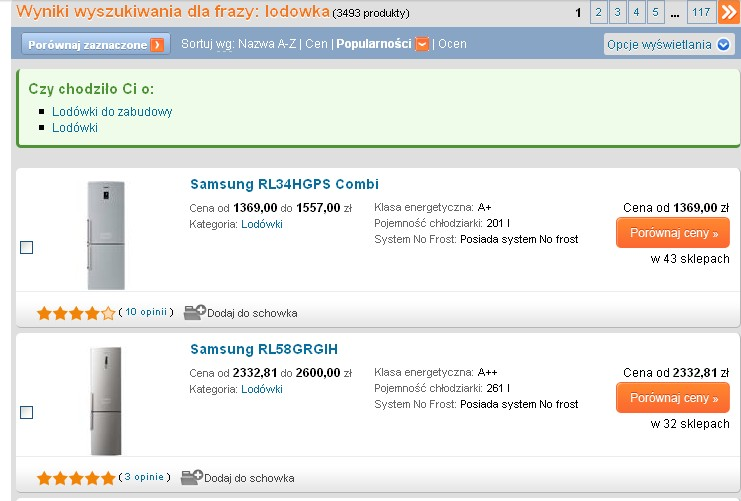 Wyniki wyszukiwania dla frazy: lodowka (3493 produkty)
1 2 3 4 5 ... 117 »
Porównaj zaznaczone
Sortuj wg: Nazwa A-Z | Cen | Popularności | Ocen
Opcje wyświetlania
Czy chodziło Ci o:
Lodówki do zabudowy
Lodówki
Samsung RL34HGPS Combi
Cena od 1369,00 do 1557,00 zł
Kategoria: Lodówki
Klasa energetyczna: A+
Pojemność chłodziarki: 201 l
System No Frost: Posiada system No frost
Cena od 1369,00 zł
Porównaj ceny »
w 43 sklepach
( 10 opinii ) Dodaj do schowka
Samsung RL58GRGIH
Cena od 2332,81 do 2600,00 zł
Kategoria: Lodówki
Klasa energetyczna: A++
Pojemność chłodziarki: 261 l
System No Frost: Posiada system No frost
Cena od 2332,81 zł
Porównaj ceny »
w 32 sklepach
( 3 opinie ) Dodaj do schowka